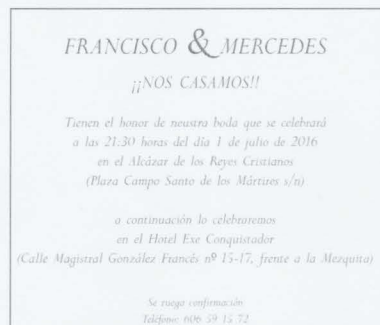 FRANCISCO & MERCEDES
¡¡NOS CASAMOS!!
Tienen el honor de neustra boda que se celebrará
a las 21:30 horas del día 1 de julio de 2016
en el Alcázar de los Reyes Cristianos
(Plaza Campo Santo de los Mártires s/n)
a continuación lo celebraremos
en el Hotel Exe Conquistador
(Calle Magistral González Francés nº 15-17, frente a la Mezquita)
Se ruega confirmación
Teléfono: 606 59 15 72